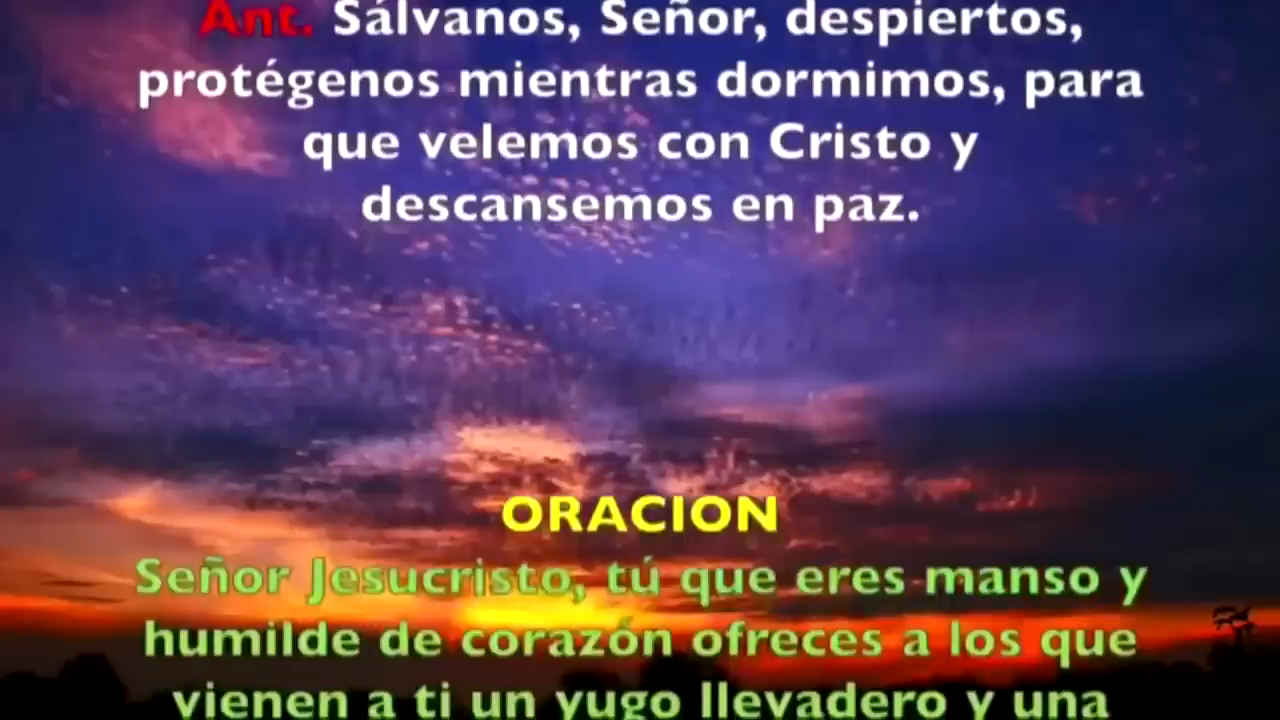 Ant. Sálvanos, Señor, despiertos,
protégenos mientras dormimos, para
que velemos con Cristo y
descansemos en paz.
ORACION
Señor Jesucristo, tú que eres manso y
humilde de corazón ofreces a los que
vienen a ti un yugo llevadero y una